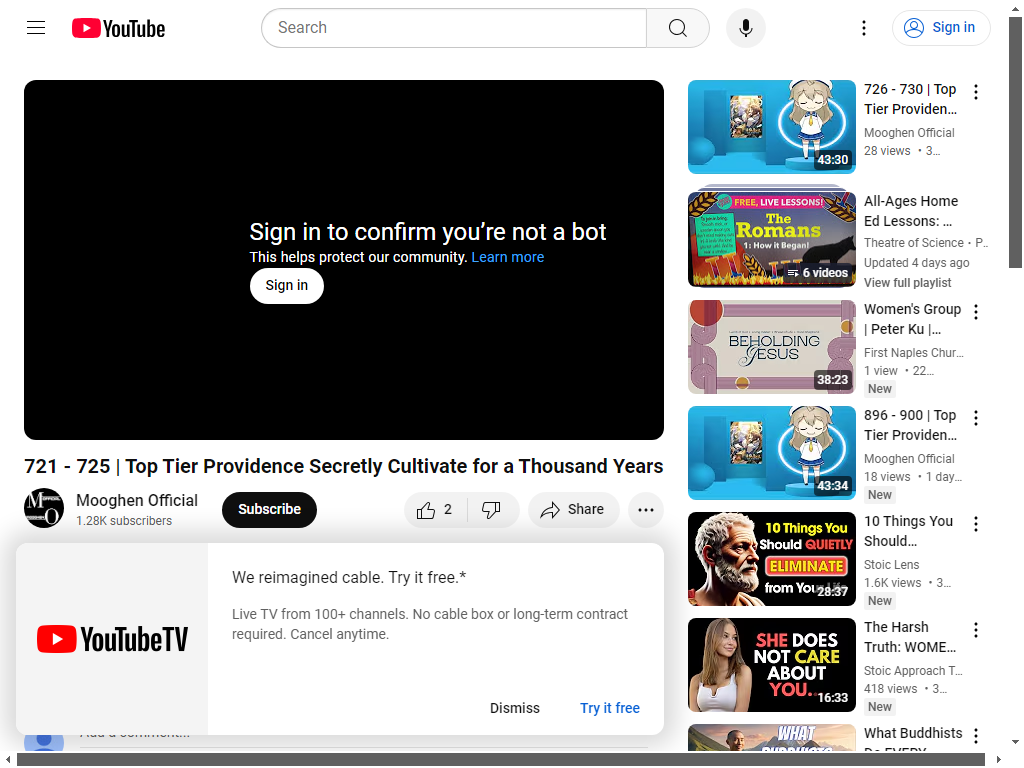 YouTube
Search
Sign in
Sign in to confirm you're not a bot
This helps protect our community. Learn more
Sign in
721 - 725 | Top Tier Providence Secretly Cultivate for a Thousand Years
Mooghen Official
1.28K subscribers
Subscribe
2
Share
We reimagined cable. Try it free.*
Live TV from 100+ channels. No cable box or long-term contract
required. Cancel anytime.
YouTubeTV
Dismiss
Try it free
Add a comment...
43:30
726 - 730 | Top
Tier Providen...
Mooghen Official
28 views • 3...
FREE, LIVE LESSONS!
The
Romans
1: How it Began!
6 videos
All-Ages Home
Ed Lessons: ...
Theatre of Science • P...
Updated 4 days ago
View full playlist
BEHOLDING
JESUS
38:23
Women's Group
| Peter Ku |...
First Naples Chur...
1 view • 22...
New
43:34
896 - 900 | Top
Tier Providen...
Mooghen Official
18 views • 1 day...
New
10 Things You
Should QUIETLY
ELIMINATE
from Your Life
28:37
10 Things You
Should...
Stoic Lens
1.6K views • 3...
New
SHE DOES
NOT CARE
ABOUT
YOU..
16:33
The Harsh
Truth: WOME...
Stoic Approach T...
418 views • 3...
New
WHAT
BUDDHISTS
What Buddhists
Do EVERY